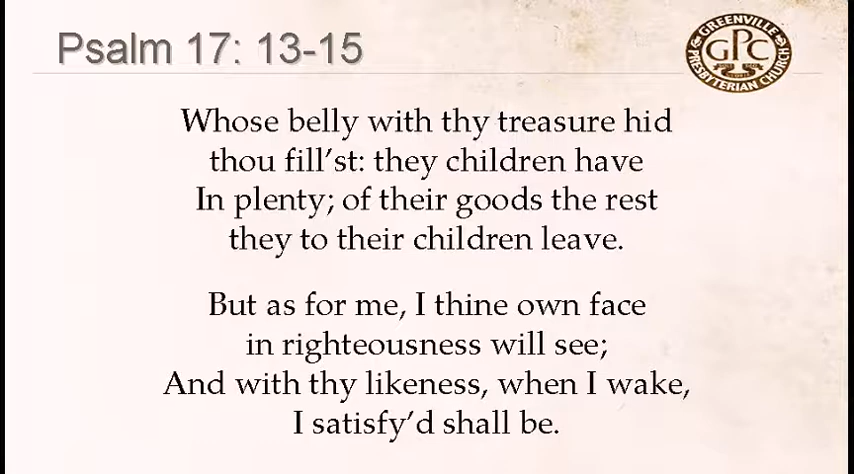 Psalm 17: 13-15
GREENVILLE
GPC
PRESBYTERIAN CHURCH
Whose belly with thy treasure hid
thou fill’st: they children have
In plenty; of their goods the rest
they to their children leave.
But as for me, I thine own face
in righteousness will see;
And with thy likeness, when I wake,
I satisfy’d shall be.